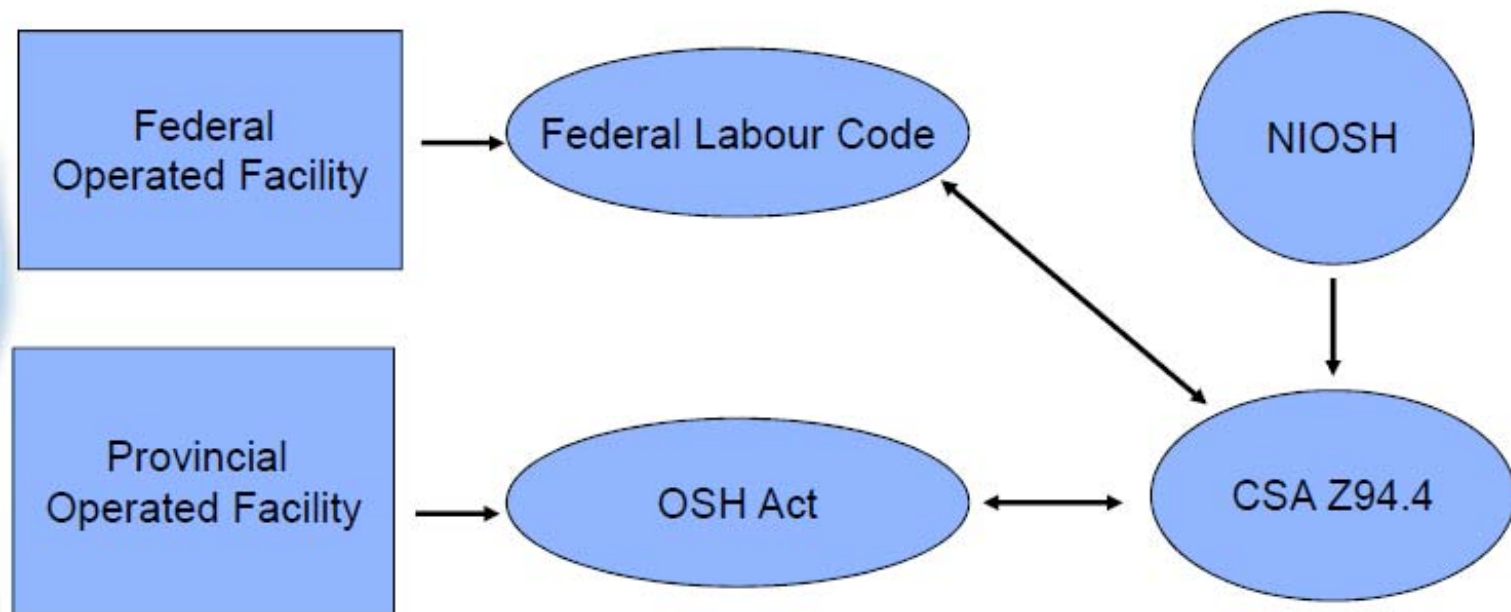 Federal
Operated Facility
Federal Labour Code
NIOSH
Provincial
Operated Facility
OSH Act
CSA Z94.4